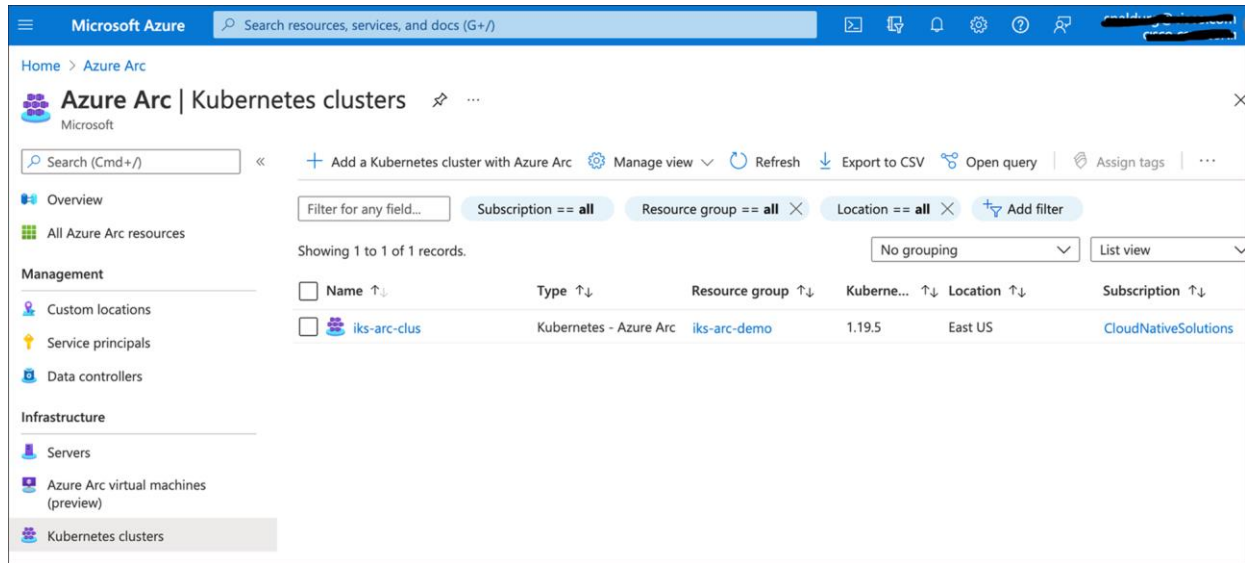 Microsoft Azure
Search resources, services, and docs (G+/)
Home > Azure Arc
Azure Arc | Kubernetes clusters
Microsoft
Search (Cmd+/)
Add a Kubernetes cluster with Azure Arc Manage view Refresh Export to CSV Open query Assign tags
Overview
All Azure Arc resources
Management
Custom locations
Service principals
Data controllers
Infrastructure
Servers
Azure Arc virtual machines
(preview)
Kubernetes clusters
Filter for any field... Subscription == all Resource group == all Location == all Add filter
Showing 1 to 1 of 1 records. No grouping List view
Name Type Resource group Kuberne... Location Subscription
iks-arc-clus Kubernetes - Azure Arc iks-arc-demo 1.19.5 East US CloudNativeSolutions